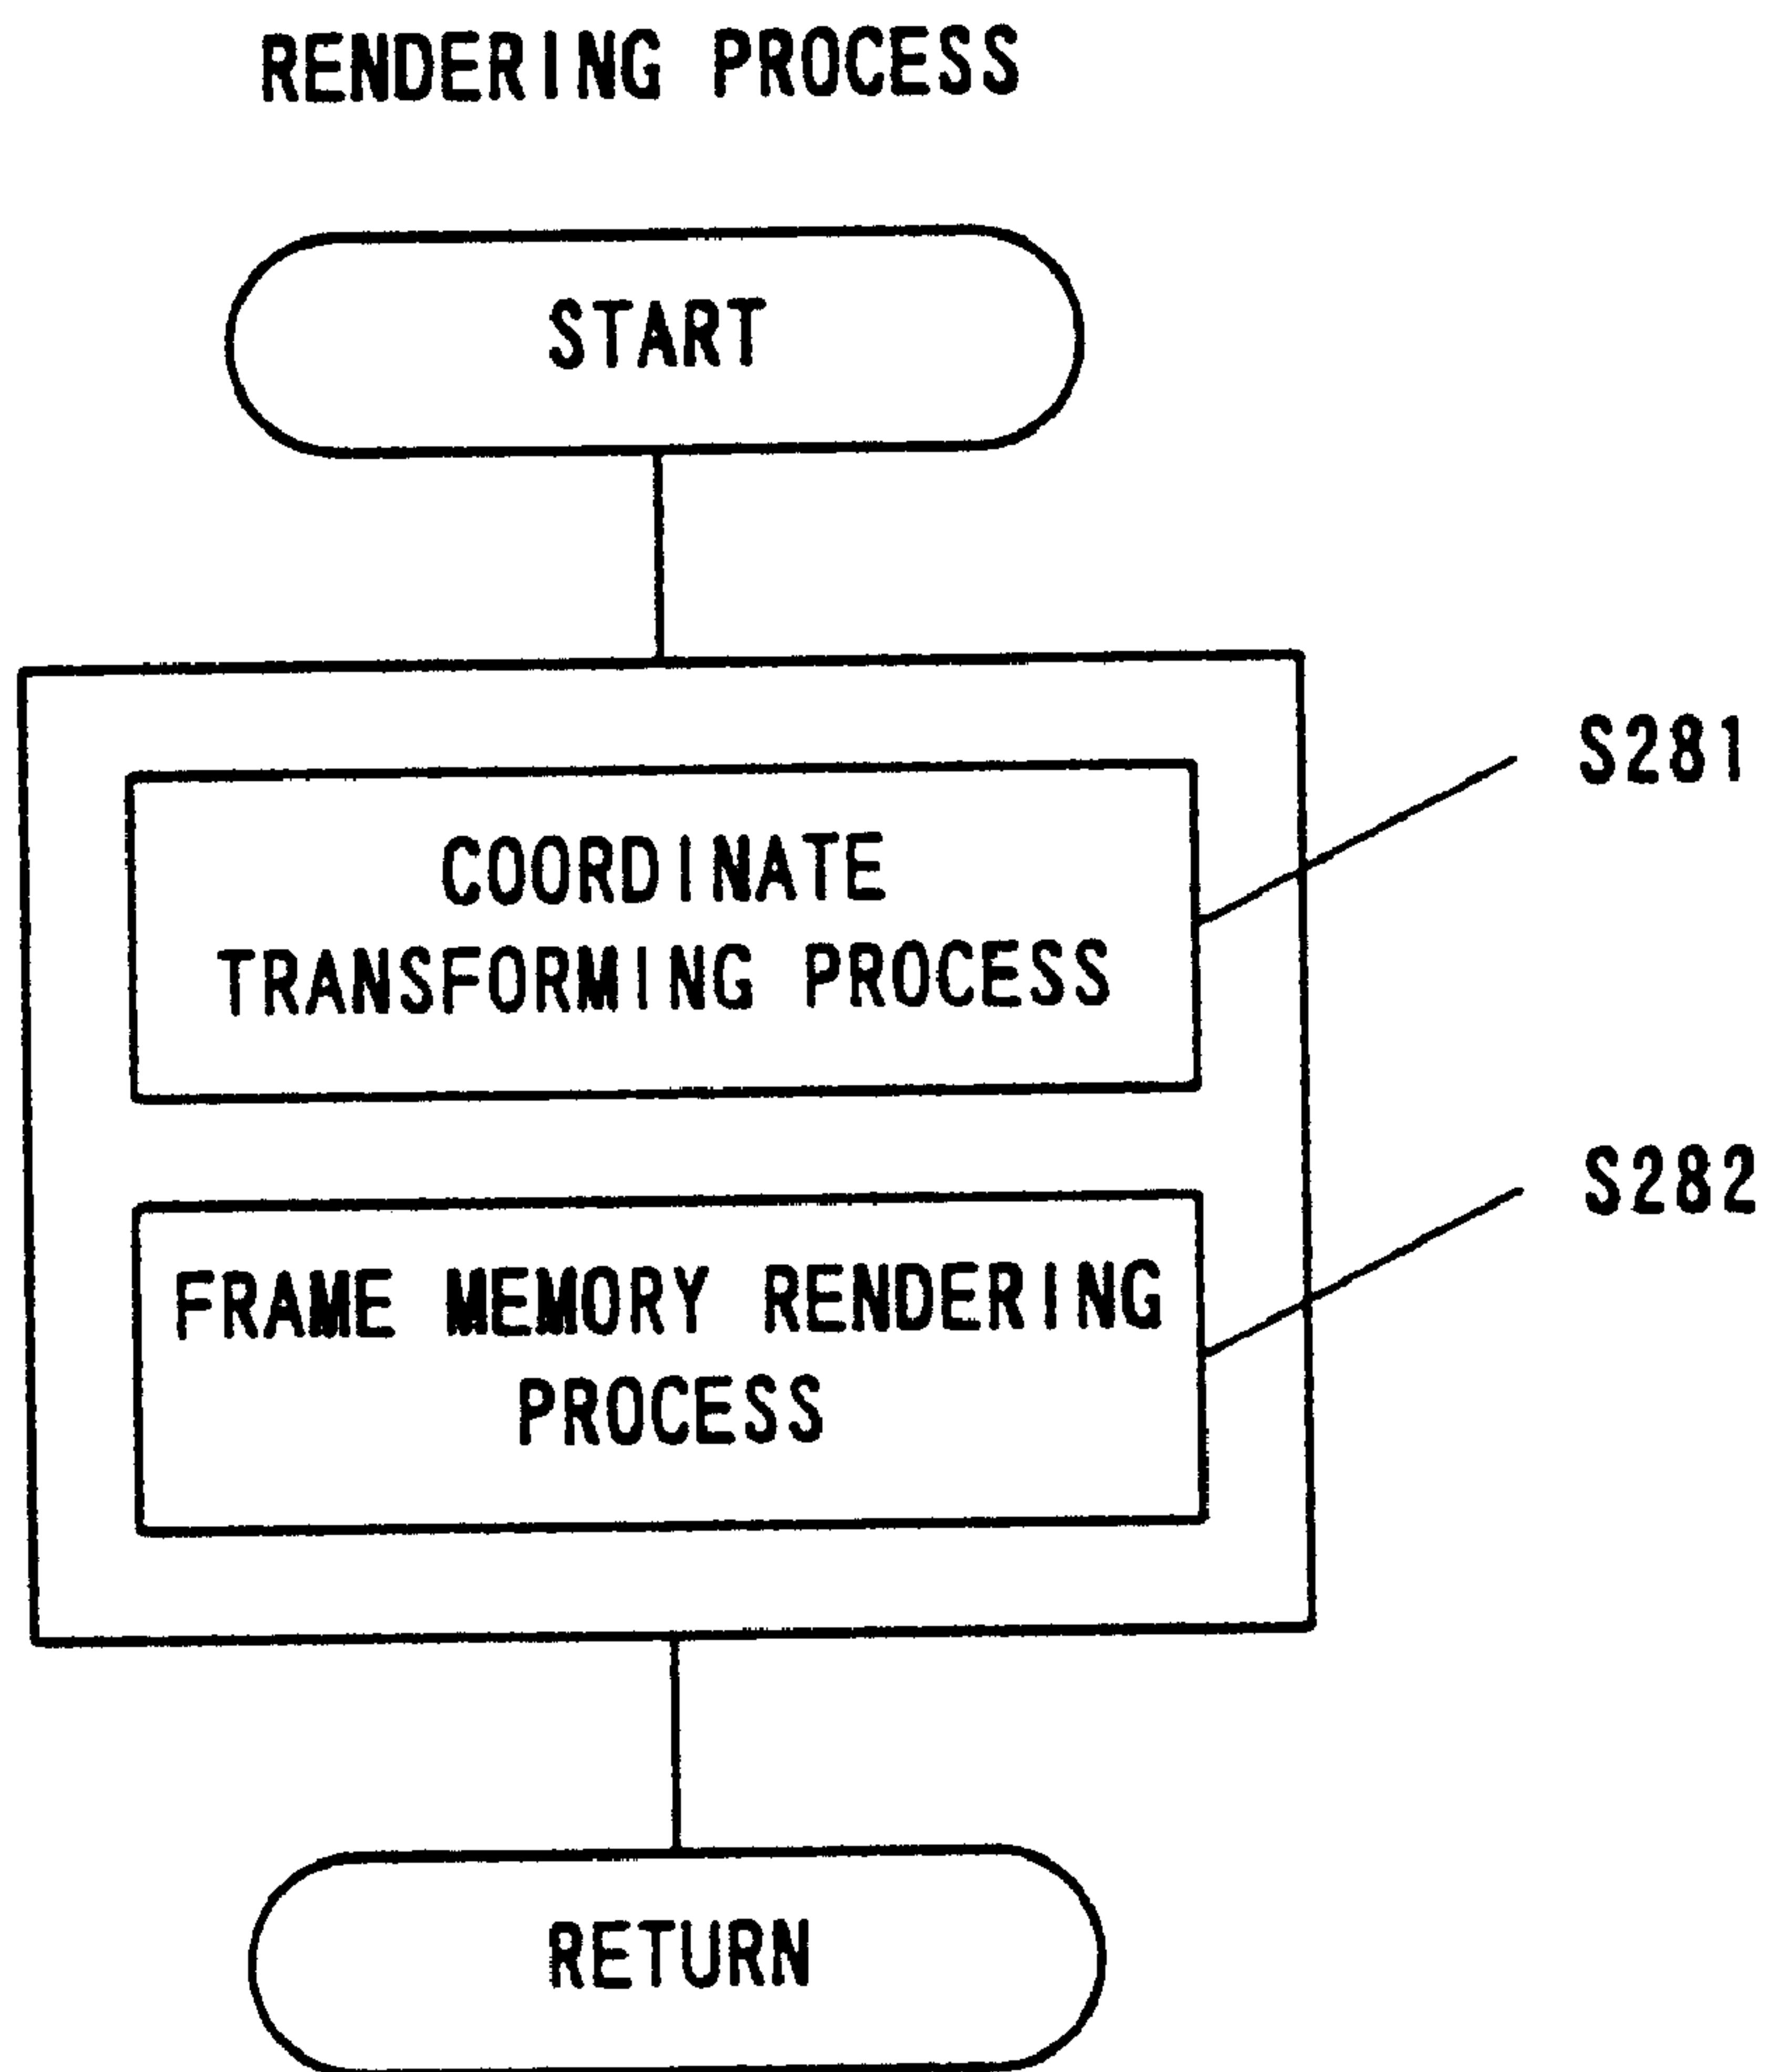 RENDERING PROCESS
START
COORDINATE
TRANSFORMING PROCESS
S281
FRAME MEMORY RENDERING
PROCESS
S282
RETURN